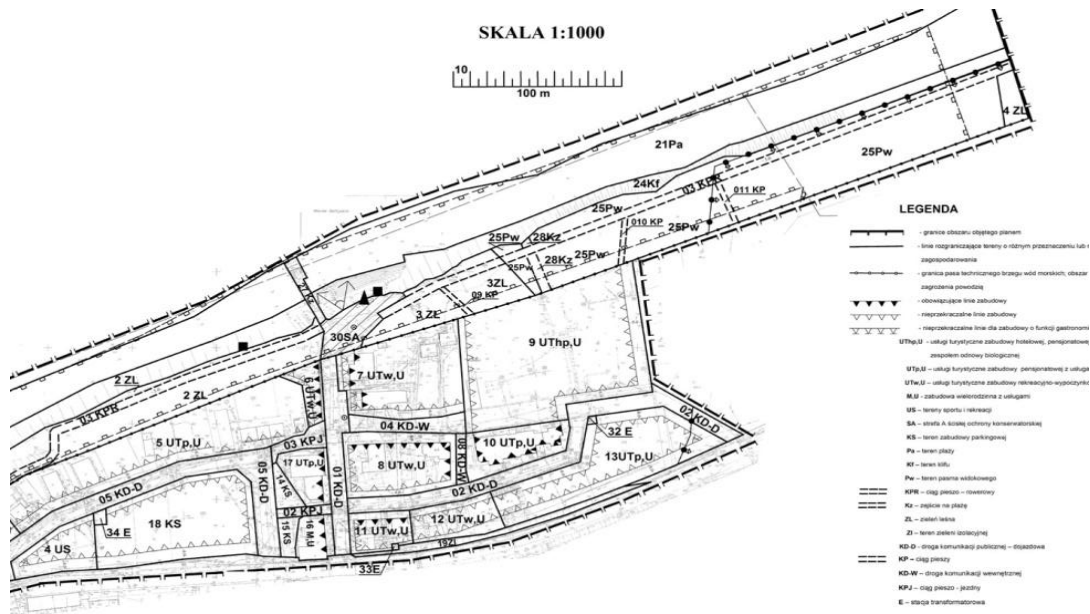 SKALA 1:1000
10
100 m
21Pa
4 ZL
25Pw
24Kf
03 KPR
011 KP
25Pw
010 KP
25Pw
25Pw
28Kz
25Pw
28Kz
25Pw
3ZL
09 KP
3 ZL
27 Kz
30SA
9 UThp,U
7 UTw,U
6 UTw,U
2 ZL
2 ZL
03 KPR
5 UTp,U
04 KD-W
03 KPJ
02 KD-D
32 E
10 UTp,U
13UTp,U
08 KD-W
8 UTw,U
17 UTp,U
14 KS
01 KD-D
05 KD-D
05 KD-D
02 KD-D
02 KPJ
18 KS
34 E
4 US
15 KS
16 M,U
11 UTw,U
12 UTw,U
19ZI
33E
LEGENDA
- granice obszaru objętego planem
- linie rozgraniczające tereny o różnym przeznaczeniu lub
zagospodarowania
- granica pasa technicznego brzegu wód morskich; obszar
zagrożenia powodzią
- obowiązujące linie zabudowy
- nieprzekraczalne linie zabudowy
- nieprzekraczalne linie dla zabudowy o funkcji
UThp,U - usługi turystyczne zabudowy hotelowej, pensjonatowej
zespołem odnowy biologicznej
UTp,U – usługi turystyczne zabudowy pensjonatowej z
UTw,U – usługi turystyczne zabudowy
M,U – zabudowa wielorodzinna z usługami
US – tereny sportu i rekreacji
SA – strefa A ścisłej ochrony konserwatorskiej
KS – teren zabudowy parkingowej
Pa – teren plaży
Kf – teren klifu
Pw – teren pasma widokowego
KPR – ciąg pieszo – rowerowy
Kz – zejście na plażę
ZL – zieleń leśna
ZI – teren zieleni izolacyjnej
KD-D - droga komunikacji publicznej – dojazdowa
KP – ciąg pieszy
KD-W – droga komunikacji wewnętrznej
KPJ – ciąg pieszo - jezdny
E – stacja transformatorowa